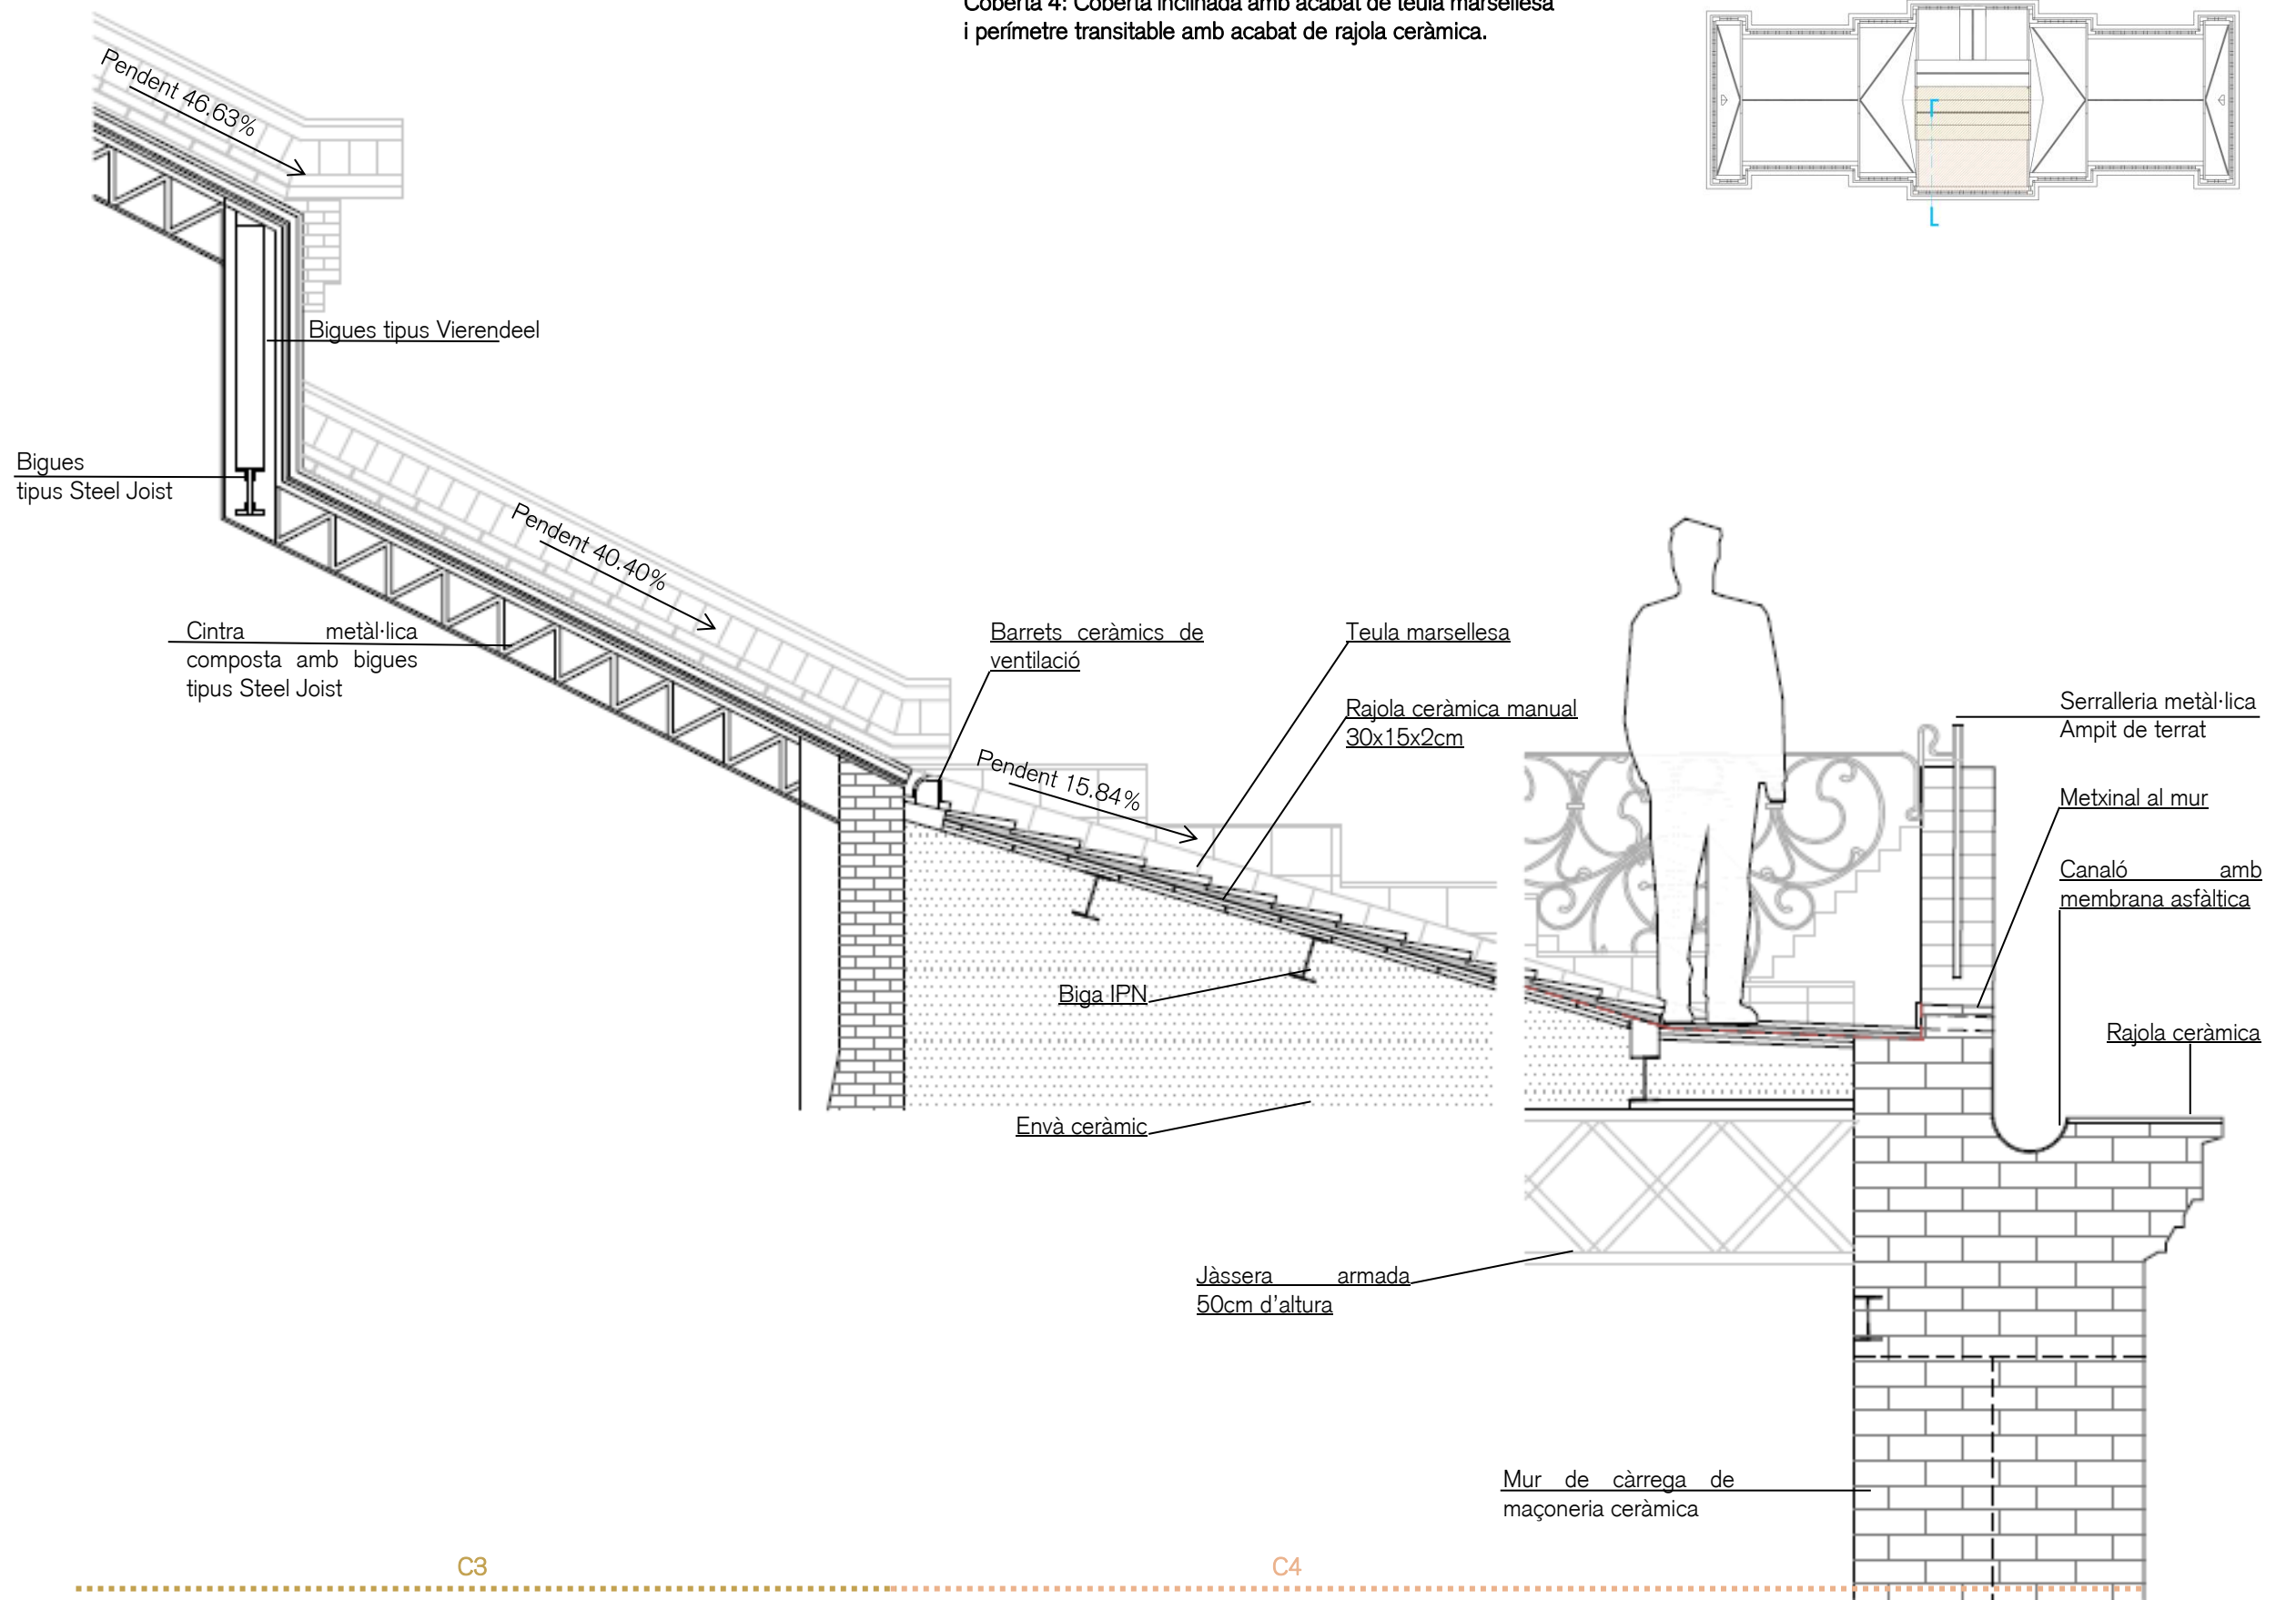 Coberta 4: Coberta inclinada amb acabat de teula marsellesa
i perímetre transitable amb acabat de rajola ceràmica.
Pendent 46.63%
Bigues tipus Vierendeel
Bigues
tipus Steel Joist
Pendent 40.40%
Cintra metàl·lica
composta amb bigues
tipus Steel Joist
Barrets ceràmics de
ventilació
Teula marsellesa
Rajola ceràmica manual
30x15x2cm
Pendent 15.84%
Serralleria metàl·lica
Ampit de terrat
Metxinal al mur
Canaló amb
membrana asfàltica
Rajola ceràmica
Biga IPN
Envà ceràmic
Jàssera armada
50cm d'altura
Mur de càrrega de
maçoneria ceràmica
C3
C4